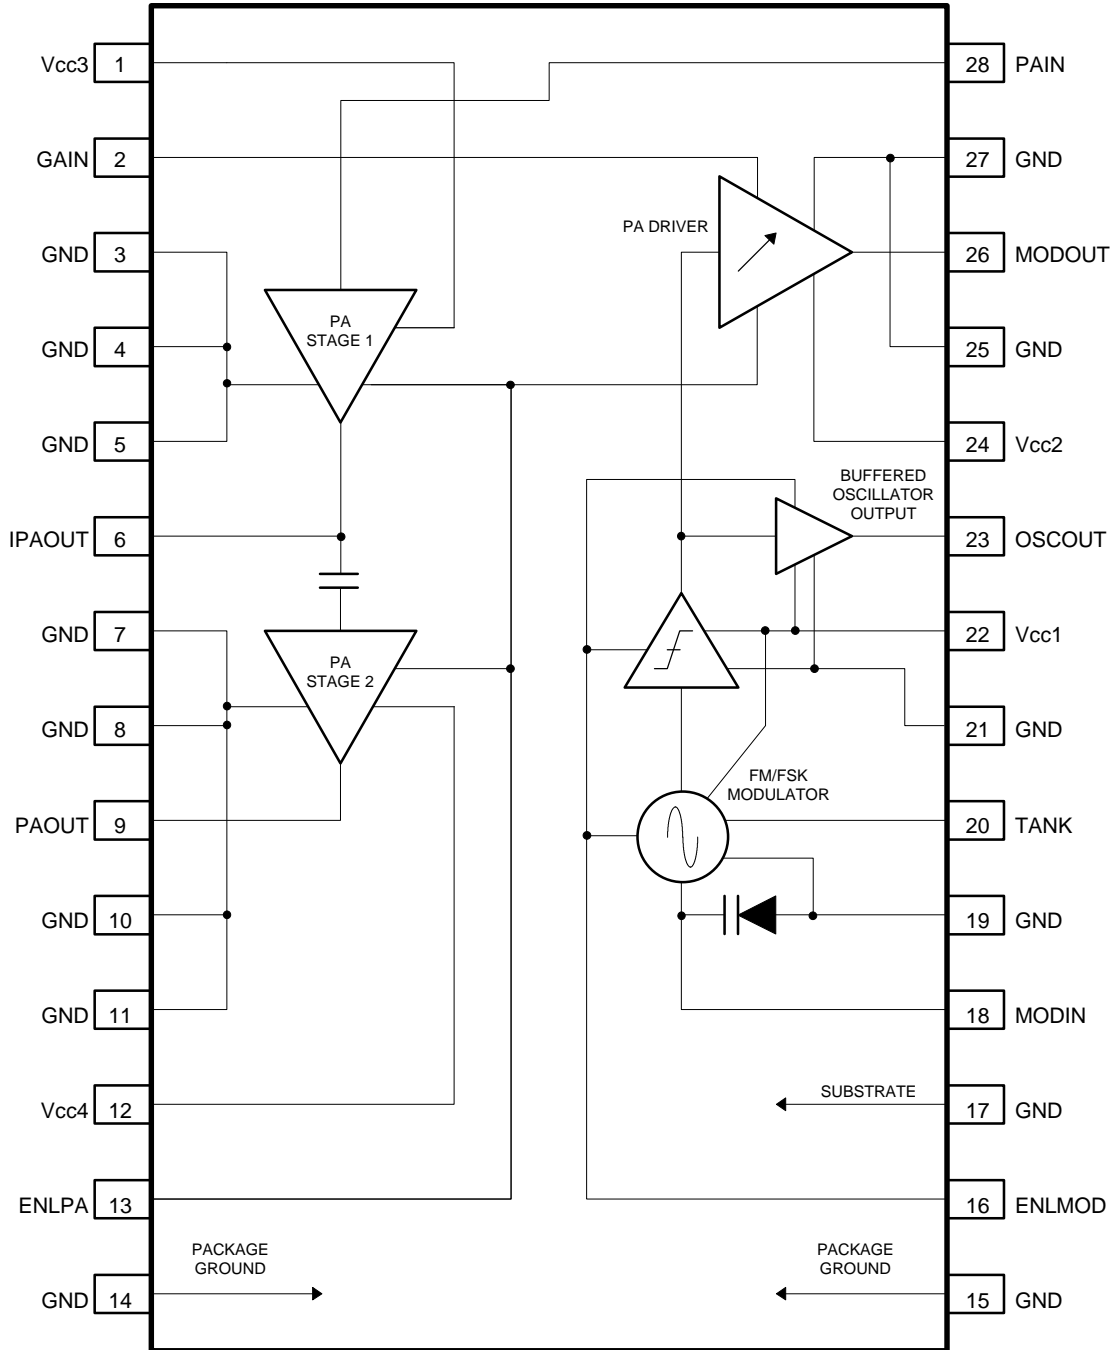 Vcc3 1
28 PAIN
GAIN 2
27 GND
PA DRIVER
GND 3
26 MODOUT
PA
STAGE 1
GND 4
25 GND
GND 5
24 Vcc2
BUFFERED
OSCILLATOR
OUTPUT
IPAOUT 6
23 OSCOUT
GND 7
22 Vcc1
PA
STAGE 2
GND 8
21 GND
FM/FSK
MODULATOR
PAOUT 9
20 TANK
GND 10
19 GND
GND 11
18 MODIN
Vcc4 12
SUBSTRATE
17 GND
ENLPA 13
16 ENLMOD
PACKAGE
GROUND
PACKAGE
GROUND
GND 14
15 GND